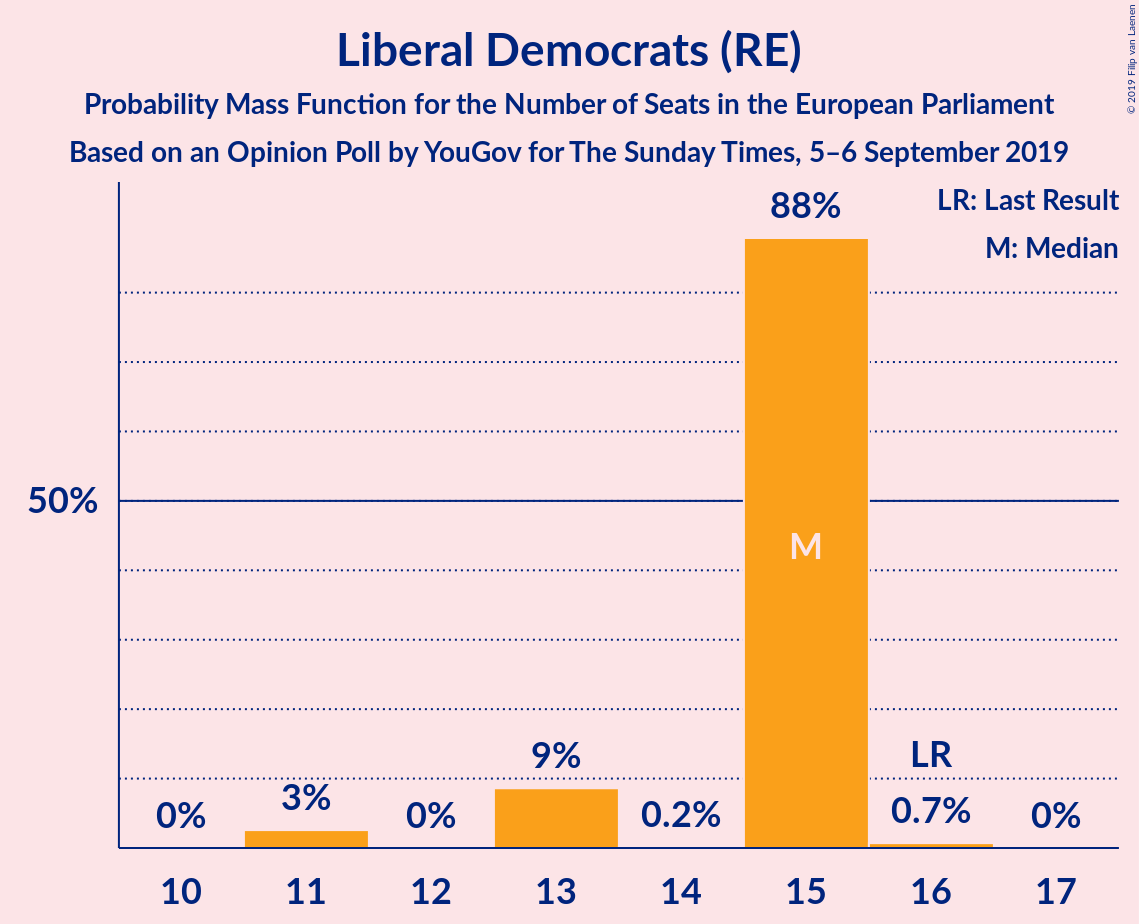 Liberal Democrats (RE)
Probability Mass Function for the Number of Seats in the European Parliament
Based on an Opinion Poll by YouGov for The Sunday Times, 5–6 September 2019
© 2019 Filip van Laenen
LR: Last Result
M: Median
88%
50%
M
LR
9%
3%
0%
0%
0.2%
0.7%
0%
10 11 12 13 14 15 16 17